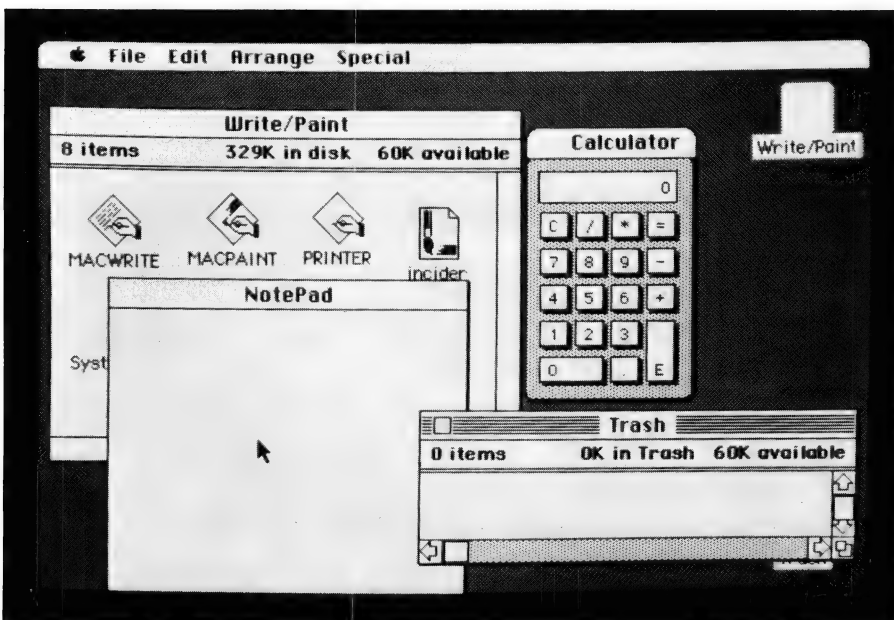 File Edit Arrange Special
Write/Paint
8 items 329K in disk 60K available
MACWRITE MACPAINT PRINTER incider
Syst
NotePad
Calculator
0
C / * =
7 8 9 -
4 5 6 +
1 2 3
0 . E
Write/Paint
Trash
0 items 0K in Trash 60K available